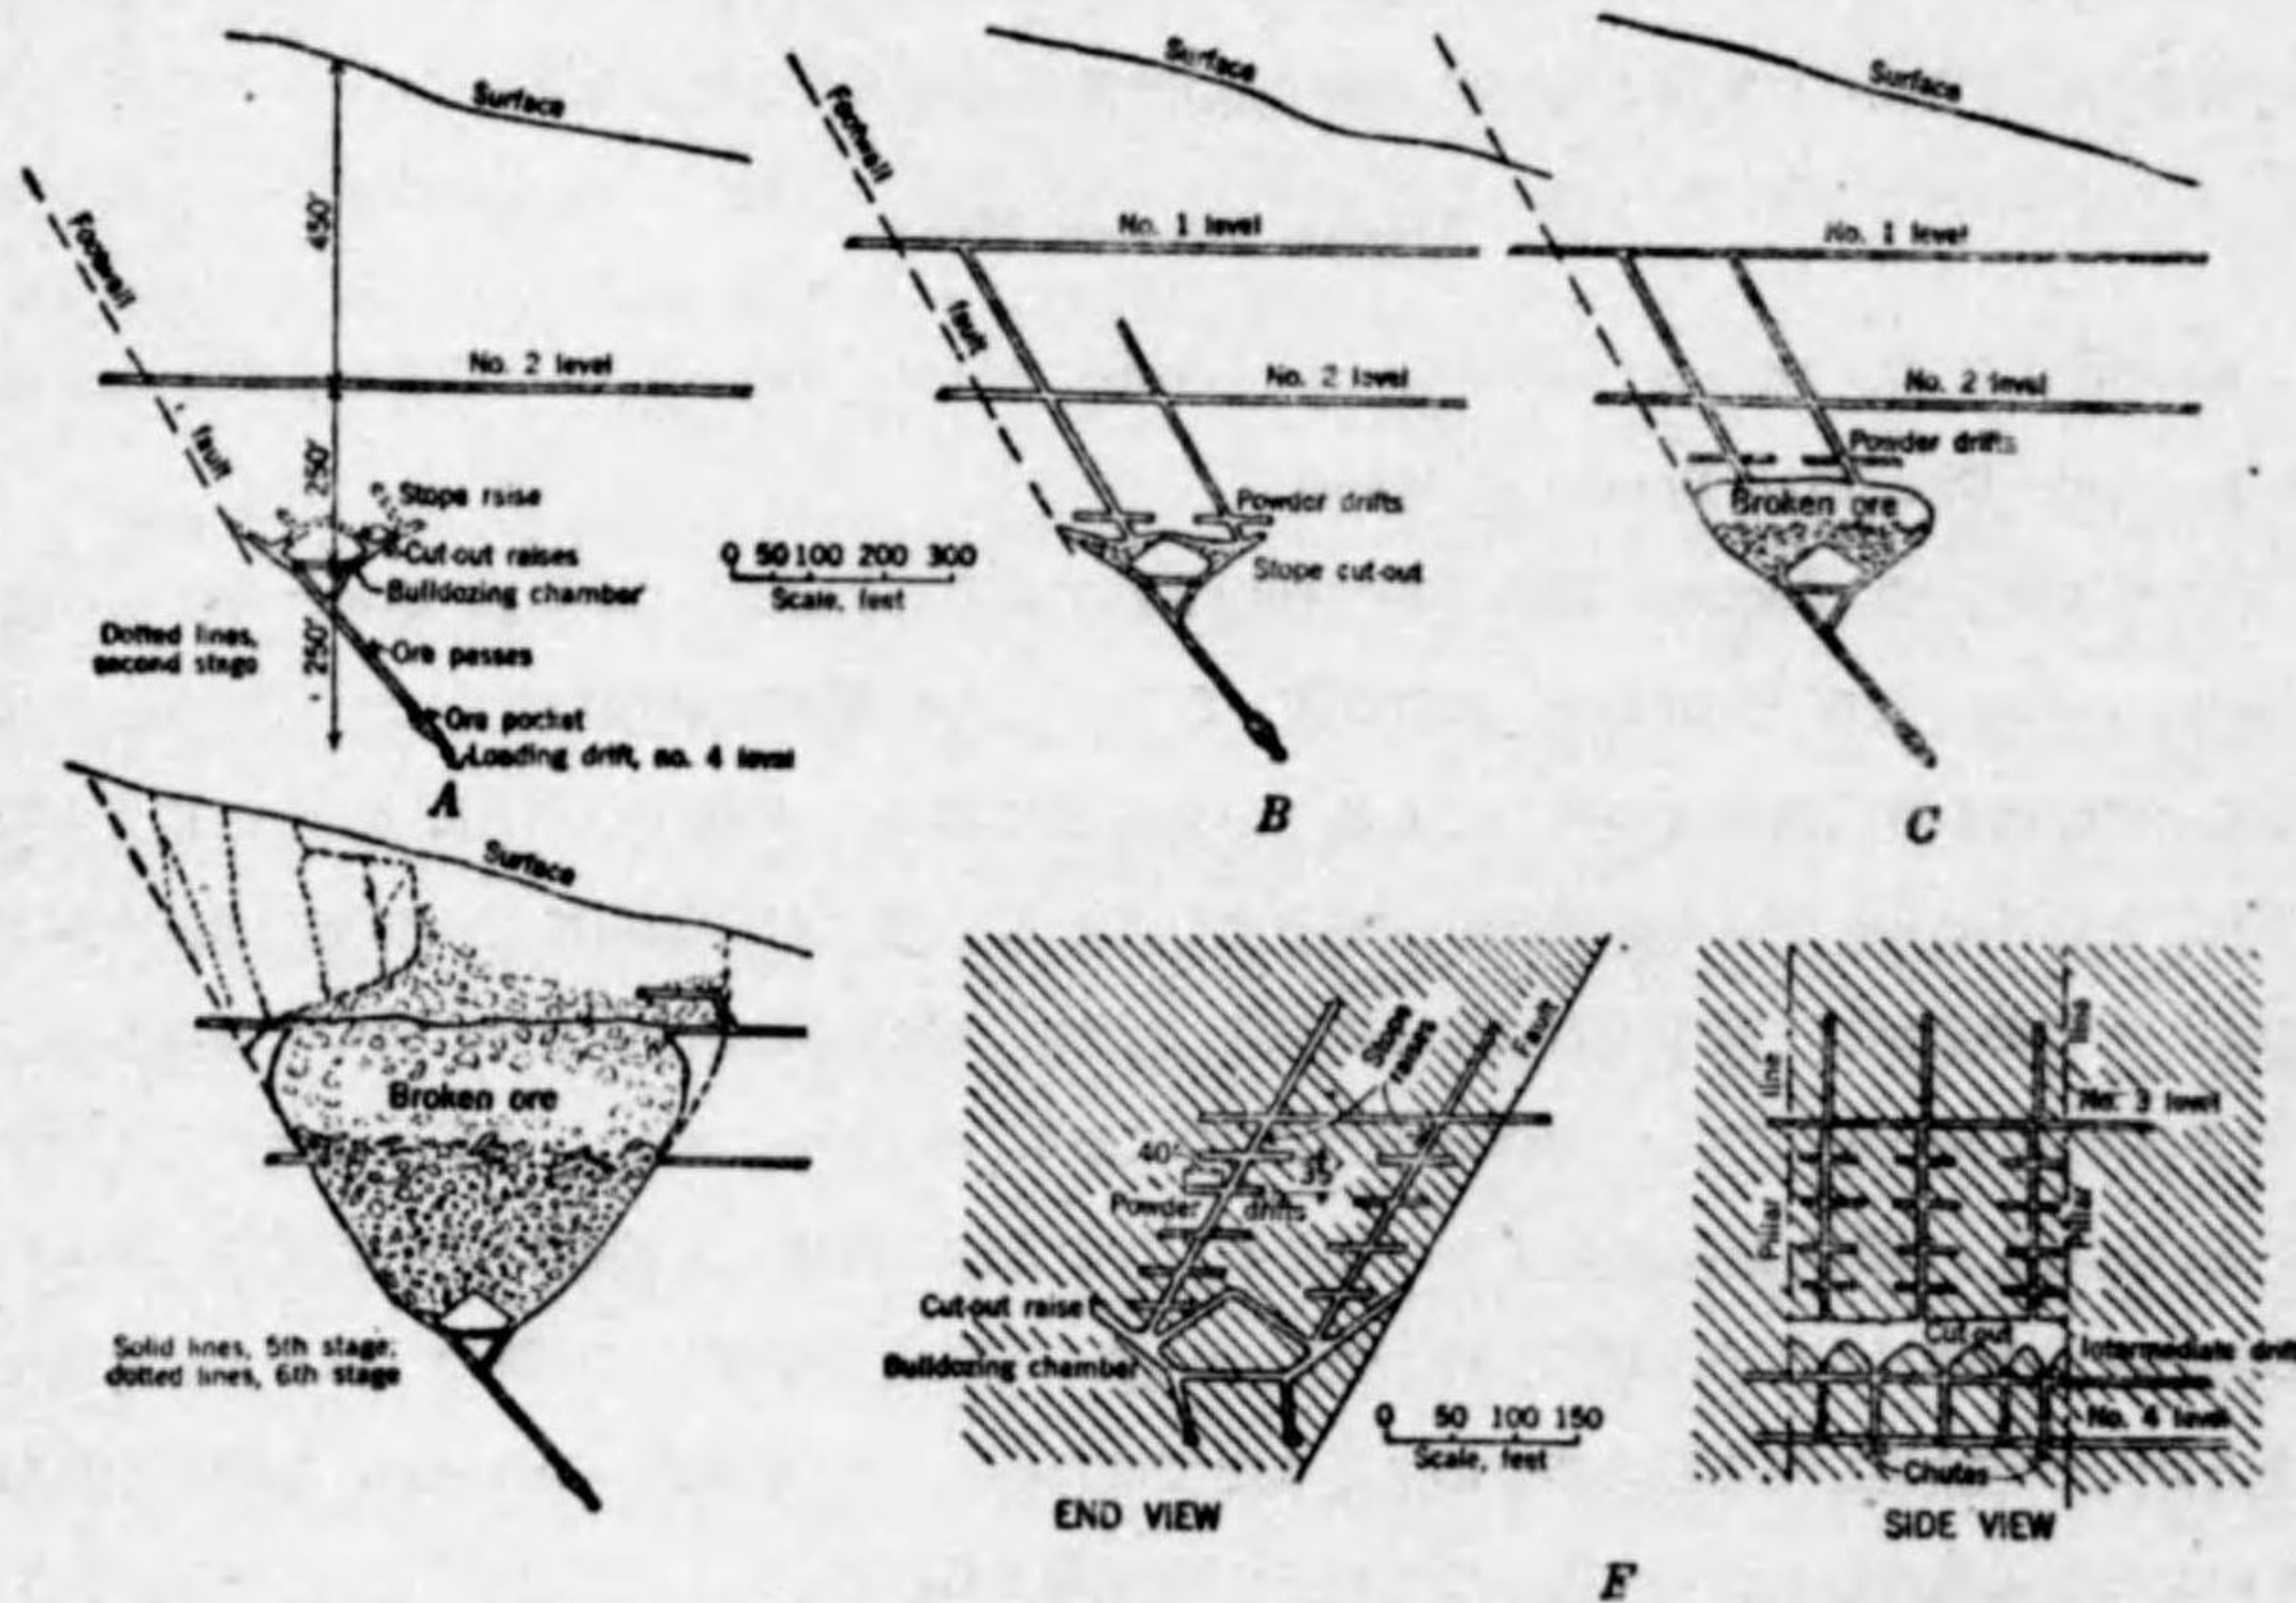 Surface
450'
Footwall
No. 2 level
fault
250'
Stope raise
Cut-out raises
Bulldozing chamber
Dotted lines,
second stage
250'
Ore passes
Ore pocket
Loading drift, no. 4 level
A
Surface
Footwall
No. 1 level
fault
No. 2 level
Powder drifts
Stope cut-out
0 50 100 200 300
Scale, feet
B
Surface
No. 1 level
No. 2 level
Powder drifts
Broken ore
C
Surface
Broken ore
Solid lines, 5th stage;
dotted lines, 6th stage
Stope
raises
Fault
40'
35'
Powder drifts
Cut-out raise
Bulldozing chamber
0 50 100 150
Scale, feet
END VIEW
line
line
No. 3 level
Pillar
Pillar
Cut-out
Intermediate drift
No. 4 level
Chutes
SIDE VIEW
F